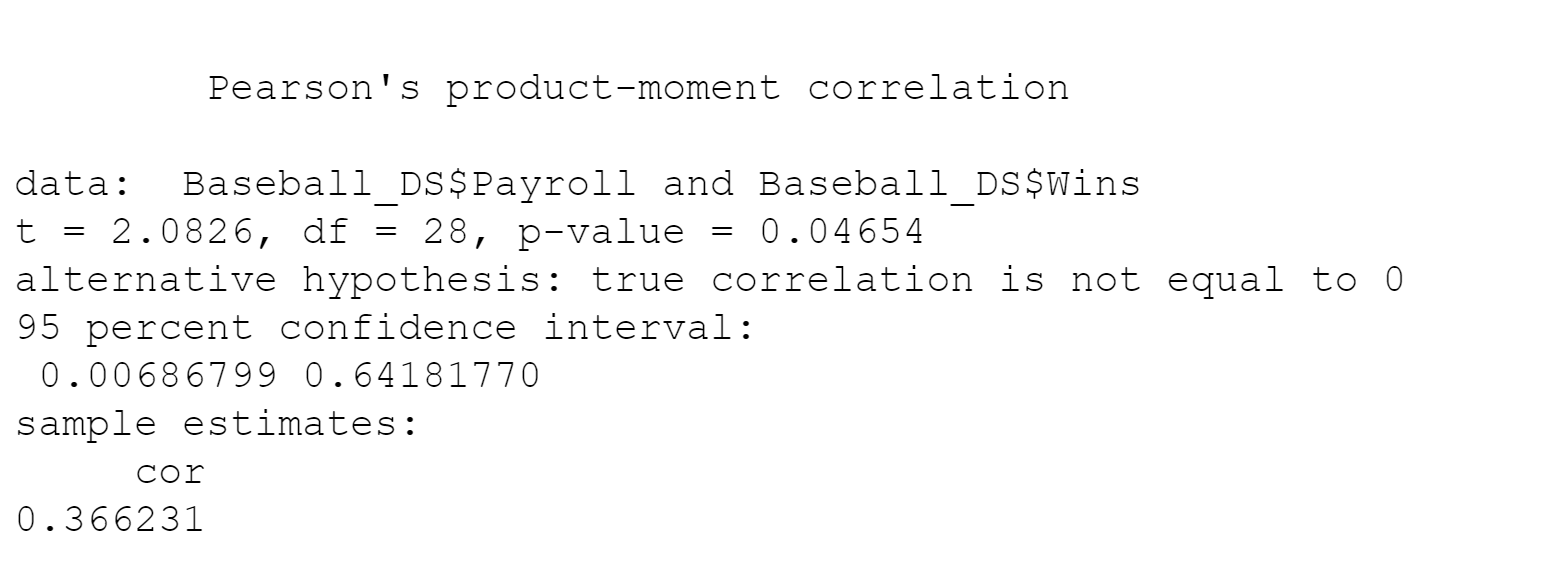 Pearson's product-moment correlation
data:  Baseball_DS$Payroll and Baseball_DS$Wins
t = 2.0826, df = 28, p-value = 0.04654
alternative hypothesis: true correlation is not equal to 0
95 percent confidence interval:
 0.00686799 0.64181770
sample estimates:
     cor
0.366231